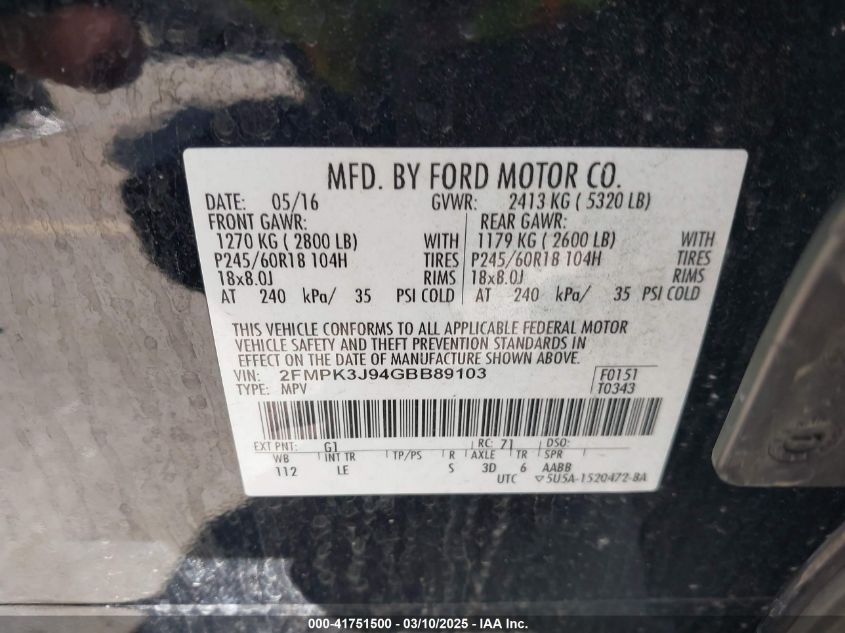 MFD. BY FORD MOTOR CO.
DATE: 05/16 GVWR: 2413 KG ( 5320 LB)
FRONT GAWR: REAR GAWR:
1270 KG ( 2800 LB) WITH 1179 KG ( 2600 LB) WITH
P245/60R18 104H TIRES P245/60R18 104H TIRES
18x8.0J RIMS 18x8.0J RIMS
AT 240 kPa/ 35 PSI COLD AT 240 kPa/ 35 PSI COLD
THIS VEHICLE CONFORMS TO ALL APPLICABLE FEDERAL MOTOR
VEHICLE SAFETY AND THEFT PREVENTION STANDARDS IN
EFFECT ON THE DATE OF MANUFACTURE SHOWN ABOVE.
VIN: 2FMPK3J94GBB89103 F0151
TYPE: MPV T0343
EXT PNT: G1 RC: 71 DSO:
WB INT TR TP/PS R AXLE TR SPR
112 LE S 3D 6 AABB
UTC ▽5U5A-1520472-BA
000-41751500 - 03/10/2025 - IAA Inc.